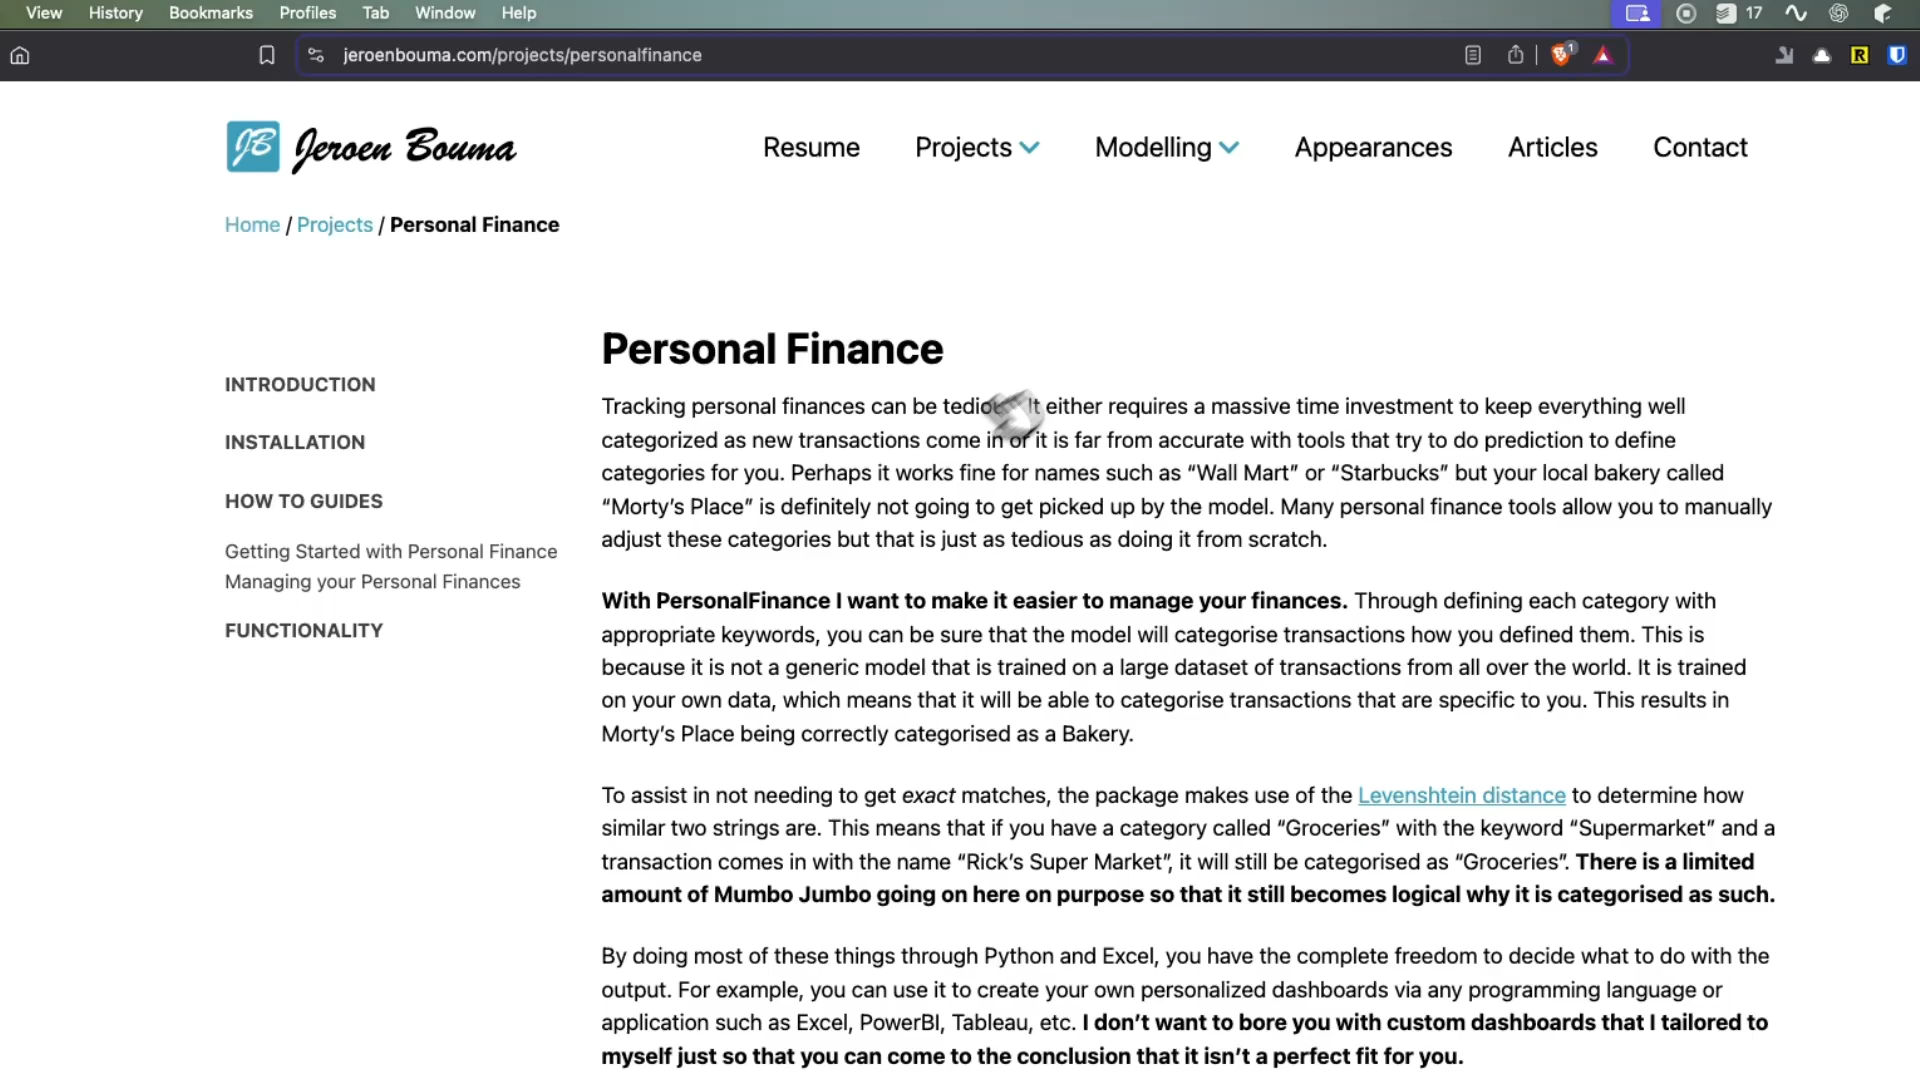 View History Bookmarks Profiles Tab Window Help 17
jeroenbouma.com/projects/personalfinance 1 R
JB Jeroen Bouma Resume Projects Modelling Appearances Articles Contact
Home / Projects / Personal Finance
INTRODUCTION
INSTALLATION
HOW TO GUIDES
Getting Started with Personal Finance
Managing your Personal Finances
FUNCTIONALITY
Personal Finance
Tracking personal finances can be It either requires a massive time investment to keep everything well
categorized as new transactions come in or it is far from accurate with tools that try to do prediction to define
categories for you. Perhaps it works fine for names such as “Wall Mart” or “Starbucks” but your local bakery called
“Morty’s Place” is definitely not going to get picked up by the model. Many personal finance tools allow you to manually
adjust these categories but that is just as tedious as doing it from scratch.
With PersonalFinance I want to make it easier to manage your finances. Through defining each category with
appropriate keywords, you can be sure that the model will categorise transactions how you defined them. This is
because it is not a generic model that is trained on a large dataset of transactions from all over the world. It is trained
on your own data, which means that it will be able to categorise transactions that are specific to you. This results in
Morty’s Place being correctly categorised as a Bakery.
To assist in not needing to get exact matches, the package makes use of the Levenshtein distance to determine how
similar two strings are. This means that if you have a category called “Groceries” with the keyword “Supermarket” and a
transaction comes in with the name “Rick’s Super Market”, it will still be categorised as “Groceries”. There is a limited
amount of Mumbo Jumbo going on here on purpose so that it still becomes logical why it is categorised as such.
By doing most of these things through Python and Excel, you have the complete freedom to decide what to do with the
output. For example, you can use it to create your own personalized dashboards via any programming language or
application such as Excel, PowerBI, Tableau, etc. I don’t want to bore you with custom dashboards that I tailored to
myself just so that you can come to the conclusion that it isn’t a perfect fit for you.